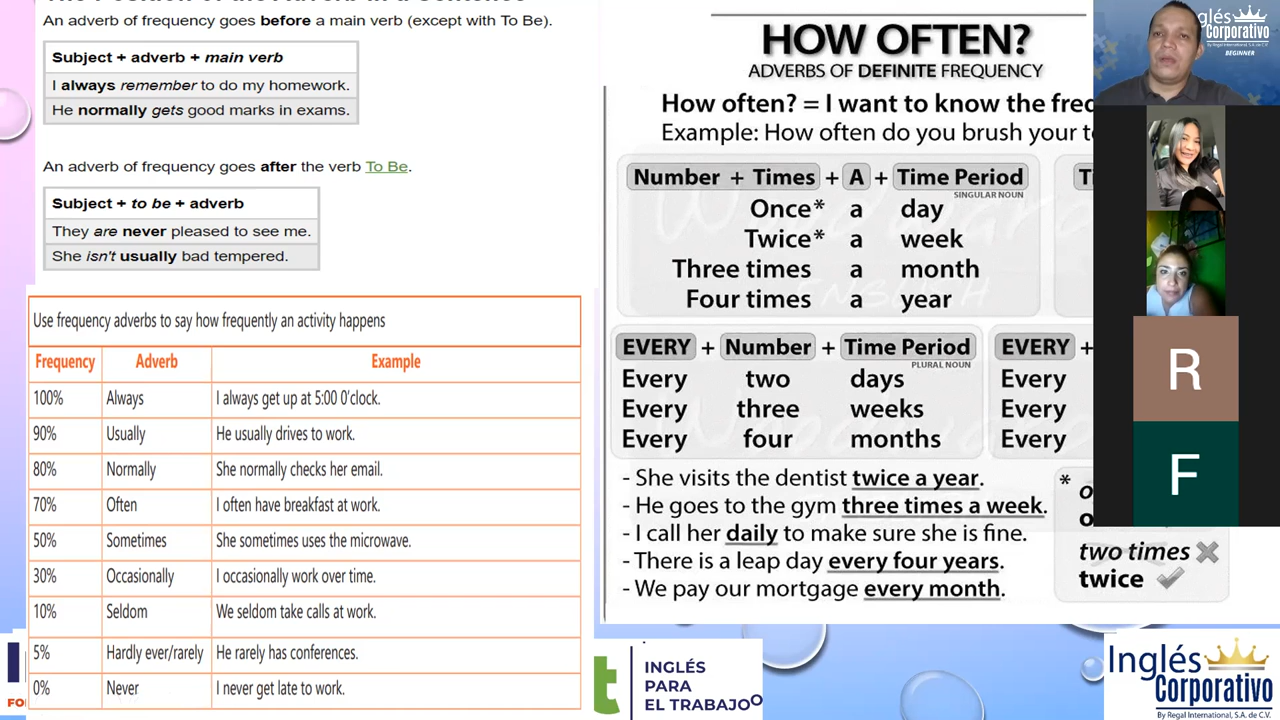 An adverb of frequency goes before a main verb (except with To Be).
Subject + adverb + main verb
I always remember to do my homework.
He normally gets good marks in exams.
An adverb of frequency goes after the verb To Be.
Subject + to be + adverb
They are never pleased to see me.
She isn't usually bad tempered.
Use frequency adverbs to say how frequently an activity happens
Frequency Adverb Example
100% Always I always get up at 5:00 O'clock.
90% Usually He usually drives to work.
80% Normally She normally checks her email.
70% Often I often have breakfast at work.
50% Sometimes She sometimes uses the microwave.
30% Occasionally I occasionally work over time.
10% Seldom We seldom take calls at work.
5% Hardly ever/rarely He rarely has conferences.
0% Never I never get late to work.
HOW OFTEN?
ADVERBS OF DEFINITE FREQUENCY
How often? = I want to know the
Example: How often do you brush your
Number + Times + A + Time Period
SINGULAR NOUN
Once* a day
Twice* a week
Three times a month
Four times a year
EVERY + Number + Time Period
PLURAL NOUN
Every two days
Every three weeks
Every four months
EVERY +
Every
Every
Every
- She visits the dentist twice a year.
- He goes to the gym three times a week.
- I call her daily to make sure she is fine.
- There is a leap day every four years.
- We pay our mortgage every month.
*
two times
twice
INGLÉS
PARA
EL TRABAJO
nglés
Corporativo
By Regal International, S.A. de C.V.
BEGINNER
R
F
Inglés
Corporativo
By Regal International, S.A. de C.V.